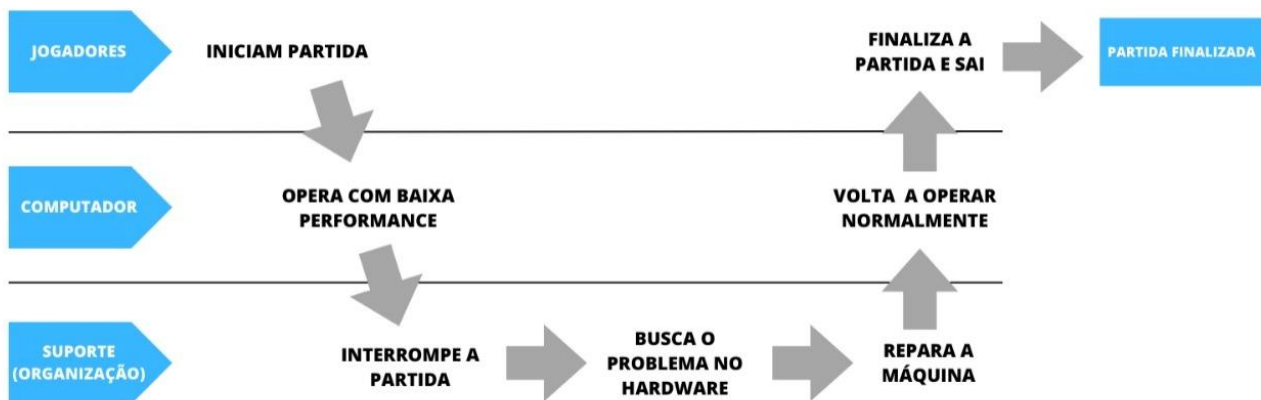 JOGADORES
INICIAM PARTIDA
FINALIZA A
PARTIDA E SAI
PARTIDA FINALIZADA
COMPUTADOR
OPERA COM BAIXA
PERFORMANCE
VOLTA A OPERAR
NORMALMENTE
SUPORTE
(ORGANIZAÇÃO)
INTERROMPE A
PARTIDA
BUSCA O
PROBLEMA NO
HARDWARE
REPARA A
MÁQUINA